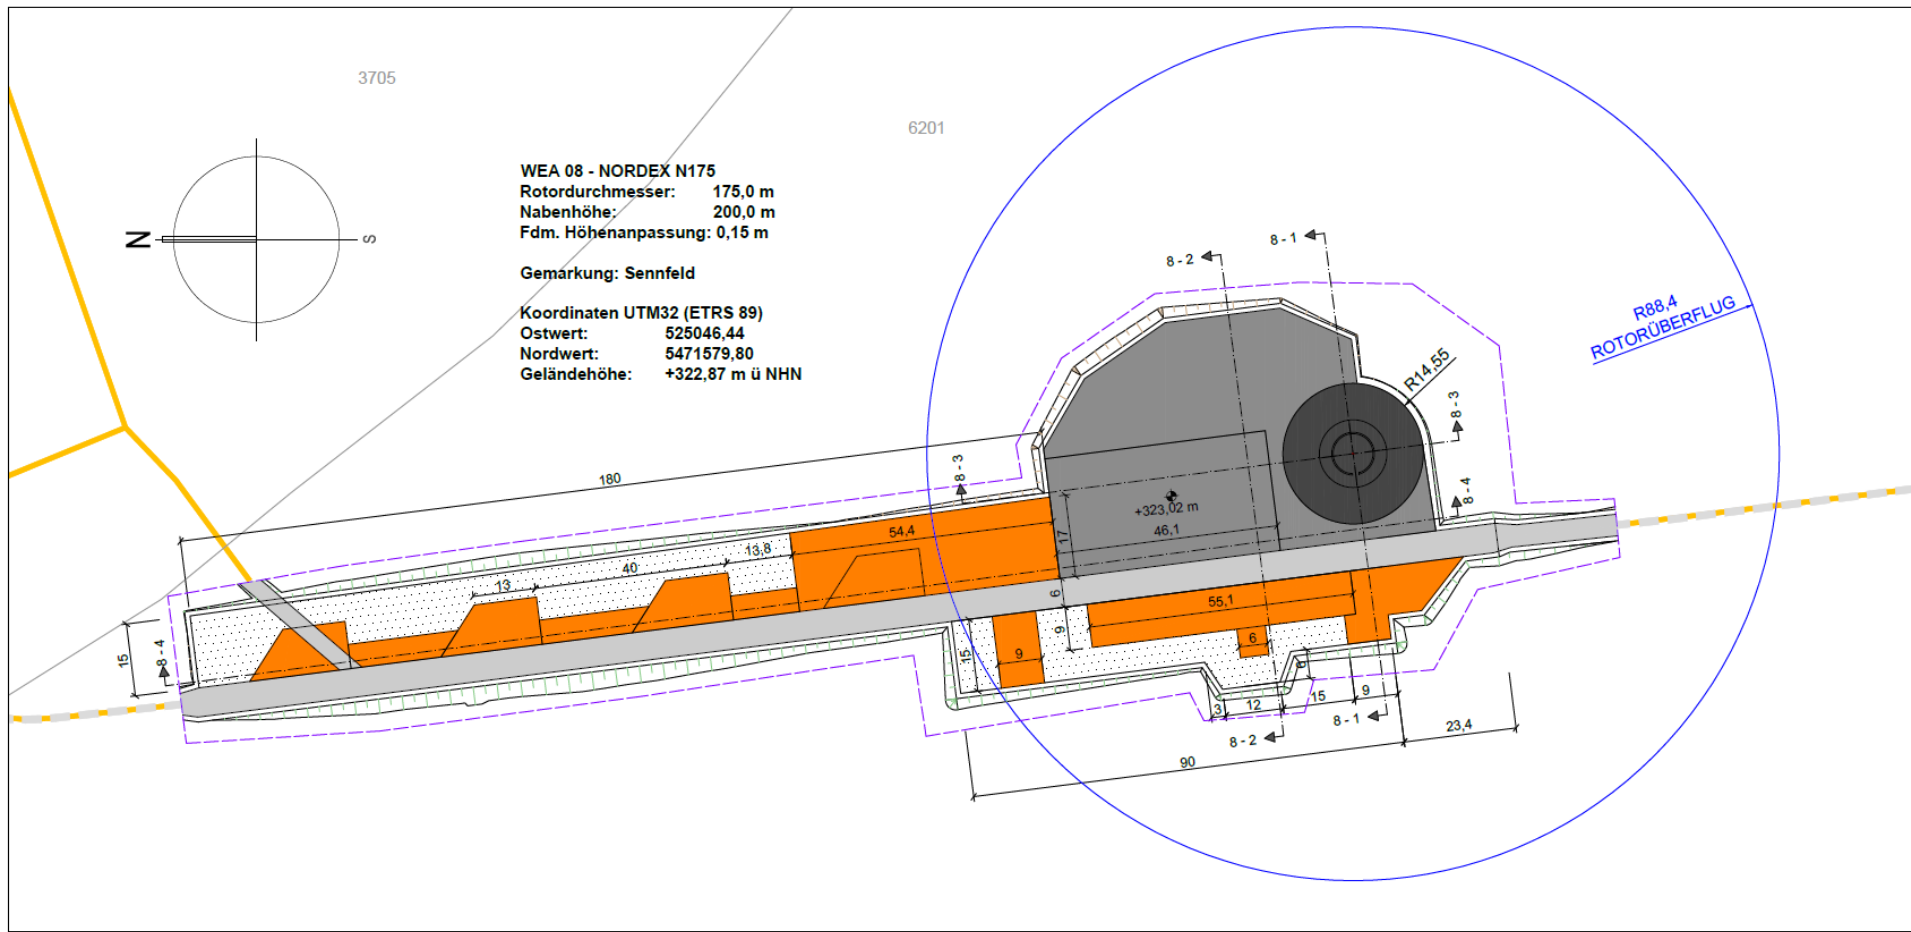 3705
6201
WEA 08 - NORDEX N175
Rotordurchmesser: 175,0 m
Nabenhöhe: 200,0 m
Fdm. Höhenanpassung: 0,15 m
Gemarkung: Sennfeld
Koordinaten UTM32 (ETRS 89)
Ostwert: 525046,44
Nordwert: 5471579,80
Geländehöhe: +322,87 m ü NHN
N
S
8 - 2
8 - 1
R88,4
ROTORÜBERFLUG
R14,55
8 - 3
8 - 3
8 - 4
180
+323,02 m
46,1
17
54,4
13,8
40
13
15
8 - 4
6
9
55,1
15
9
6
6
3
12
15
9
8 - 1
8 - 2
23,4
90